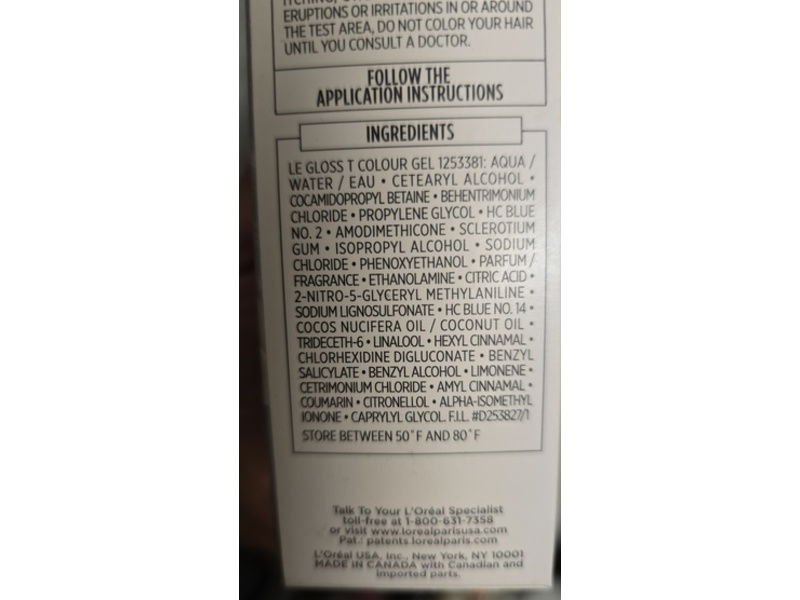 ERUPTIONS OR IRRITATIONS IN OR AROUND
THE TEST AREA, DO NOT COLOR YOUR HAIR
UNTIL YOU CONSULT A DOCTOR.
FOLLOW THE
APPLICATION INSTRUCTIONS
INGREDIENTS
LE GLOSS T COLOUR GEL 1253381: AQUA /
WATER / EAU • CETEARYL ALCOHOL •
COCAMIDOPROPYL BETAINE • BEHENTRIMONIUM
CHLORIDE • PROPYLENE GLYCOL • HC BLUE
NO. 2 • AMODIMETHICONE • SCLEROTIUM
GUM • ISOPROPYL ALCOHOL • SODIUM
CHLORIDE • PHENOXYETHANOL • PARFUM /
FRAGRANCE • ETHANOLAMINE • CITRIC ACID •
2-NITRO-5-GLYCERYL METHYLANILINE •
SODIUM LIGNOSULFONATE • HC BLUE NO. 14 •
COCOS NUCIFERA OIL / COCONUT OIL •
TRIDECETH-6 • LINALOOL • HEXYL CINNAMAL •
CHLORHEXIDINE DIGLUCONATE • BENZYL
SALICYLATE • BENZYL ALCOHOL • LIMONENE •
CETRIMONIUM CHLORIDE • AMYL CINNAMAL •
COUMARIN • CITRONELLOL • ALPHA-ISOMETHYL
IONONE • CAPRYLYL GLYCOL. F.I.L. #D253827/1
STORE BETWEEN 50˚F AND 80˚F
Talk To Your L'Oréal Specialist
toll-free at 1-800-631-7358
or visit www.lorealparisusa.com
Pat.: patents.lorealparis.com
L'Oréal USA, Inc., New York, NY 10001
MADE IN CANADA with Canadian and
imported parts.